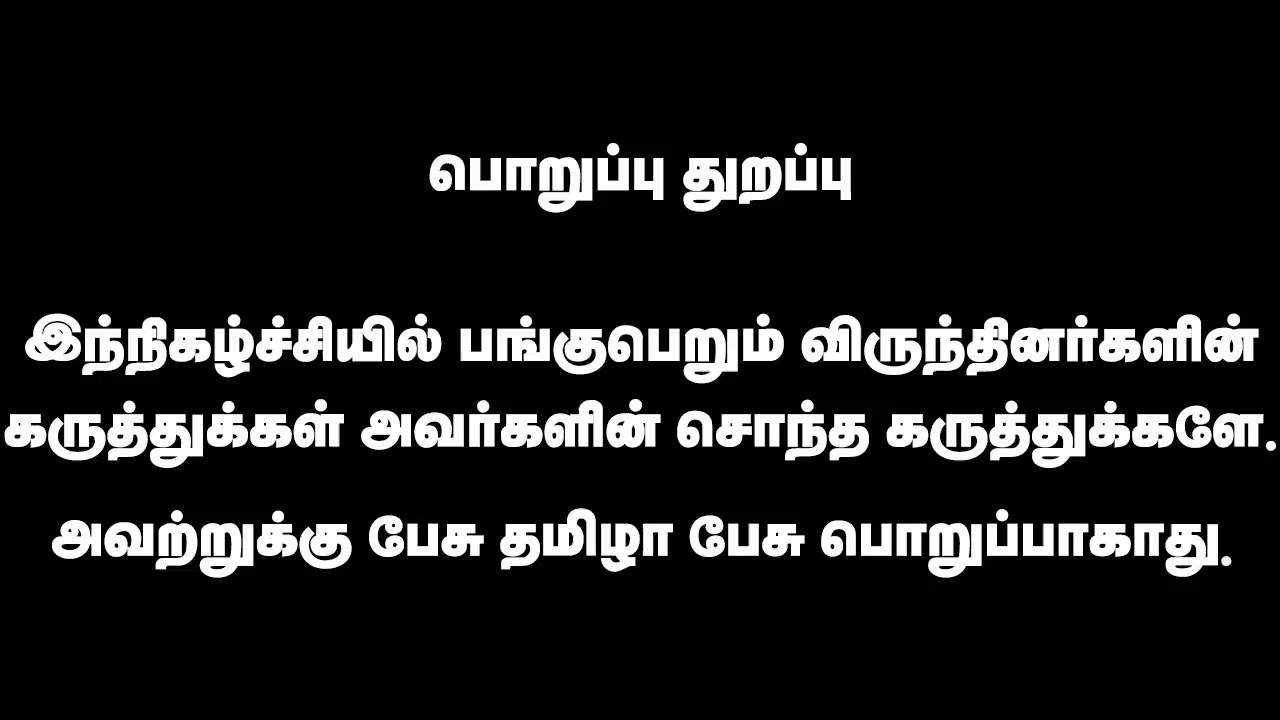 பொறுப்பு துறப்பு
இந்நிகழ்ச்சியில் பங்குபெறும் விருந்தினர்களின்
கருத்துக்கள் அவர்களின் சொந்த கருத்துக்களே.
அவற்றுக்கு பேசு தமிழா பேசு பொறுப்பாகாது.